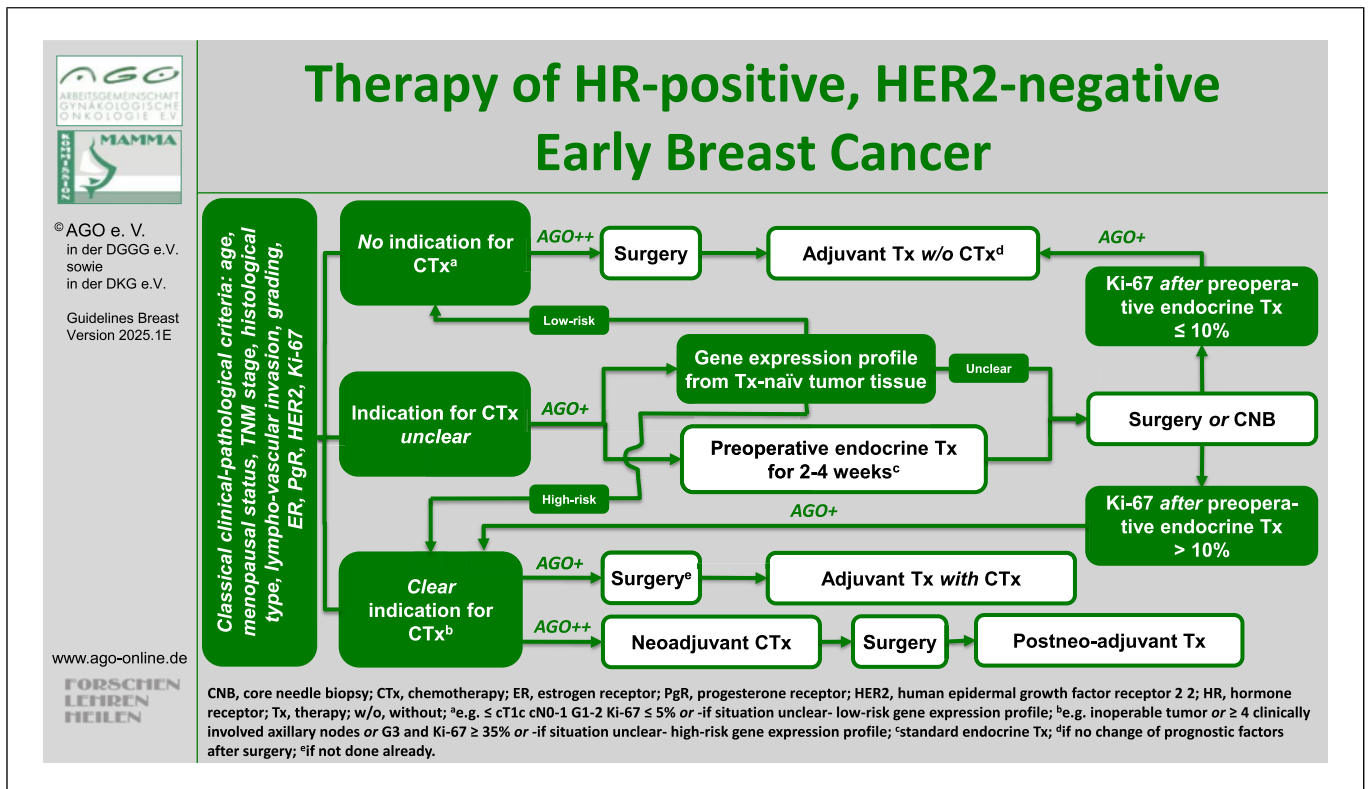 AGO
ARBEITSGEMEINSCHAFT
GYNÄKOLOGISCHE
ONKOLOGIE E.V.
KOMMISSION
MAMMA
© AGO e. V.
in der DGGG e.V.
sowie
in der DKG e.V.
Guidelines Breast
Version 2025.1E
www.ago-online.de
FORSCHEN
LEHREN
HEILEN
Therapy of HR-positive, HER2-negative
Early Breast Cancer
Classical clinical-pathological criteria: age,
menopausal status, TNM stage, histological
type, lympho-vascular invasion, grading,
ER, PgR, HER2, Ki-67
No indication for
CTxᵃ
AGO++
Surgery
Adjuvant Tx w/o CTxᵈ
AGO+
Ki-67 after preopera-
tive endocrine Tx
≤ 10%
Low-risk
Gene expression profile
from Tx-naïv tumor tissue
Unclear
Indication for CTx
unclear
AGO+
Preoperative endocrine Tx
for 2-4 weeksᶜ
Surgery or CNB
High-risk
AGO+
Ki-67 after preopera-
tive endocrine Tx
> 10%
Clear
indication for
CTxᵇ
AGO+
Surgeryᵉ
Adjuvant Tx with CTx
AGO++
Neoadjuvant CTx
Surgery
Postneo-adjuvant Tx
CNB, core needle biopsy; CTx, chemotherapy; ER, estrogen receptor; PgR, progesterone receptor; HER2, human epidermal growth factor receptor 2 2; HR, hormone
receptor; Tx, therapy; w/o, without; ᵃe.g. ≤ cT1c cN0-1 G1-2 Ki-67 ≤ 5% or -if situation unclear- low-risk gene expression profile; ᵇe.g. inoperable tumor or ≥ 4 clinically
involved axillary nodes or G3 and Ki-67 ≥ 35% or -if situation unclear- high-risk gene expression profile; ᶜstandard endocrine Tx; ᵈif no change of prognostic factors
after surgery; ᵉif not done already.